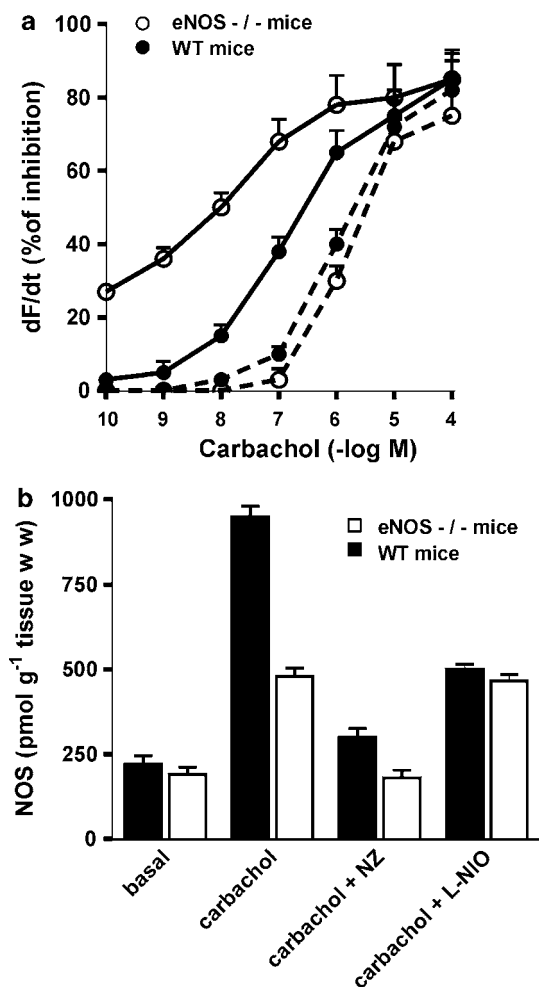 a
eNOS - / - mice
WT mice
dF/dt (%of inhibition)
100
80
60
40
20
0
10 9 8 7 6 5 4
Carbachol (-log M)
b
eNOS - / - mice
WT mice
NOS (pmol g-1 tissue w w)
1000
750
500
250
0
basal
carbachol
carbachol + NZ
carbachol + L-NIO